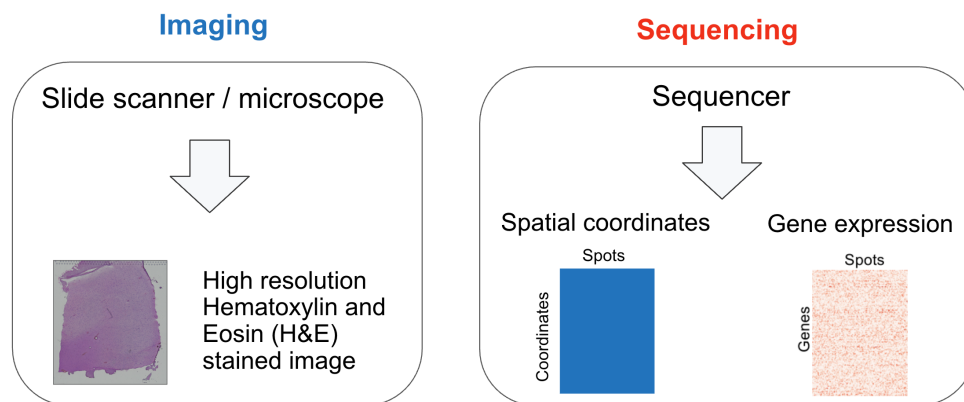 Imaging
Slide scanner / microscope
High resolution
Hematoxylin and
Eosin (H&E)
stained image
Sequencing
Sequencer
Spatial coordinates
Spots
Coordinates
Gene expression
Spots
Genes